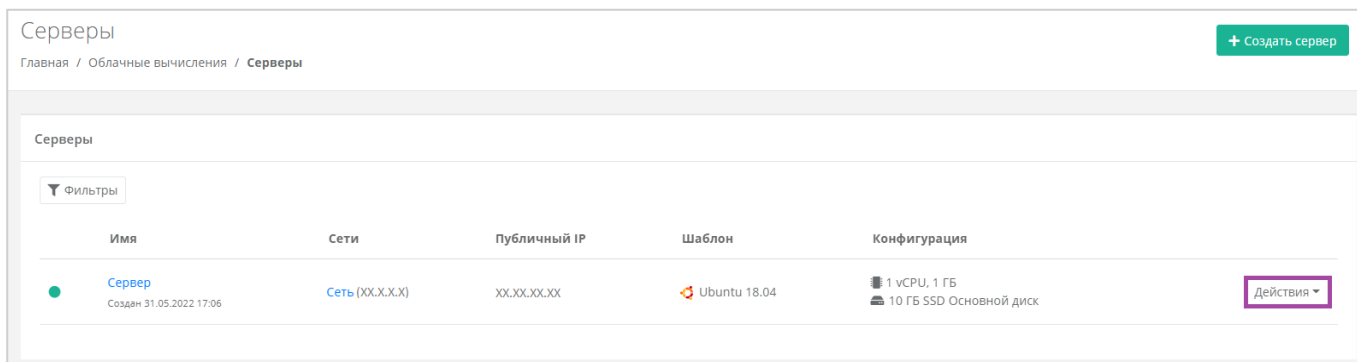 Серверы
+ Создать сервер
Главная / Облачные вычисления / Серверы
Серверы
Фильтры
Имя Сети Публичный IP Шаблон Конфигурация
Сервер Сеть (XX.X.X.X) XX.XX.XX.XX Ubuntu 18.04 1 vCPU, 1 ГБ Действия
Создан 31.05.2022 17:06 10 ГБ SSD Основной диск